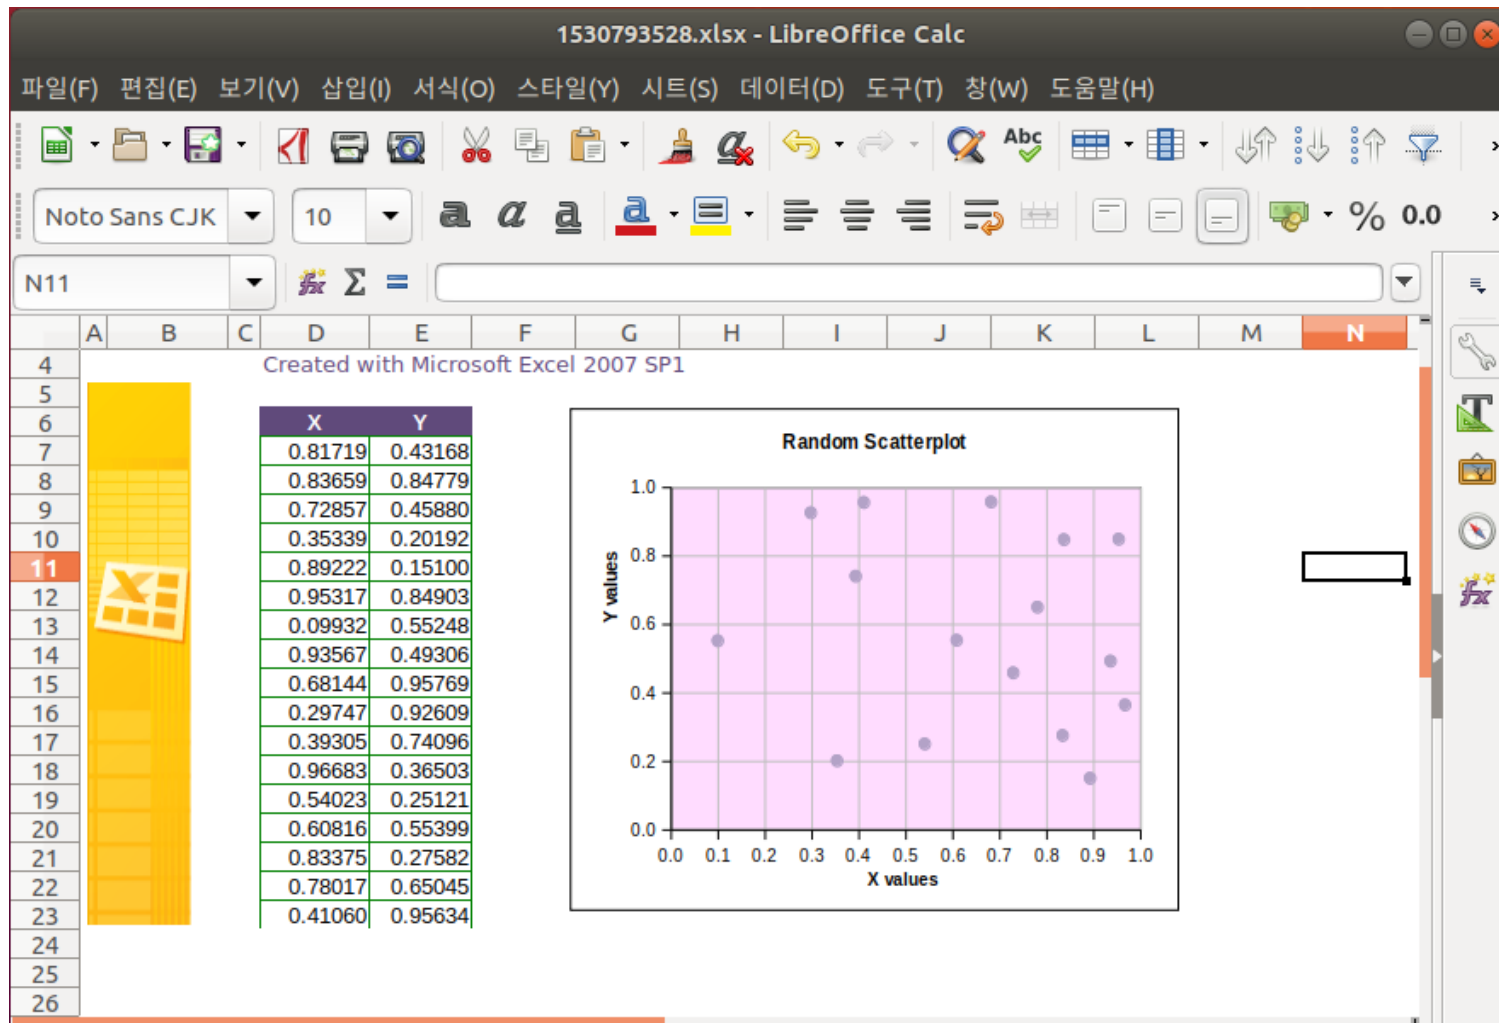 1530793528.xlsx - LibreOffice Calc
파일(F) 편집(E) 보기(V) 삽입(I) 서식(O) 스타일(Y) 시트(S) 데이터(D) 도구(T) 창(W) 도움말(H)
Abc
Noto Sans CJK 10 a a a a % 0.0
N11 fx Σ =
A B C D E F G H I J K L M N
4 Created with Microsoft Excel 2007 SP1
5
6 X Y
7 0.81719 0.43168
8 0.83659 0.84779
9 0.72857 0.45880
10 0.35339 0.20192
11 0.89222 0.15100
12 0.95317 0.84903
13 0.09932 0.55248
14 0.93567 0.49306
15 0.68144 0.95769
16 0.29747 0.92609
17 0.39305 0.74096
18 0.96683 0.36503
19 0.54023 0.25121
20 0.60816 0.55399
21 0.83375 0.27582
22 0.78017 0.65045
23 0.41060 0.95634
24
25
26
Random Scatterplot
Y values
1.0
0.8
0.6
0.4
0.2
0.0
0.0 0.1 0.2 0.3 0.4 0.5 0.6 0.7 0.8 0.9 1.0
X values